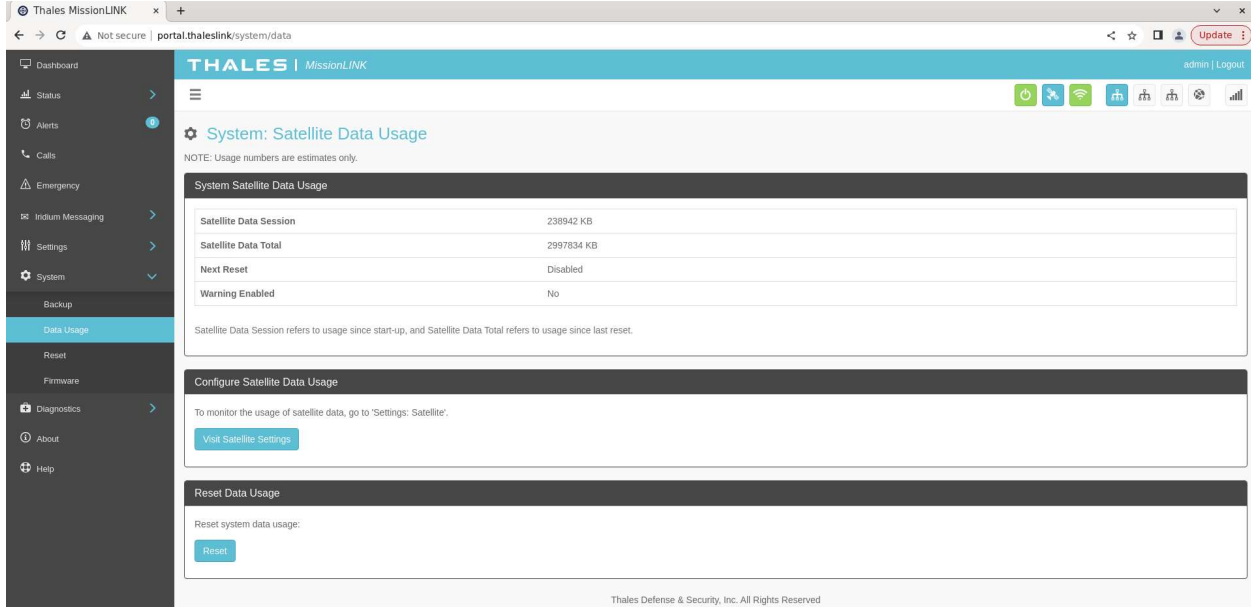 Thales MissionLINK
Not secure | portal.thaleslink/system/data
Update
Dashboard
Status
Alerts 0
Calls
Emergency
Iridium Messaging
Settings
System
Backup
Data Usage
Reset
Firmware
Diagnostics
About
Help
THALES | MissionLINK
admin | Logout
System: Satellite Data Usage
NOTE: Usage numbers are estimates only.
System Satellite Data Usage
Satellite Data Session 238942 KB
Satellite Data Total 2997834 KB
Next Reset Disabled
Warning Enabled No
Satellite Data Session refers to usage since start-up, and Satellite Data Total refers to usage since last reset.
Configure Satellite Data Usage
To monitor the usage of satellite data, go to 'Settings: Satellite'.
Visit Satellite Settings
Reset Data Usage
Reset system data usage:
Reset
Thales Defense & Security, Inc. All Rights Reserved